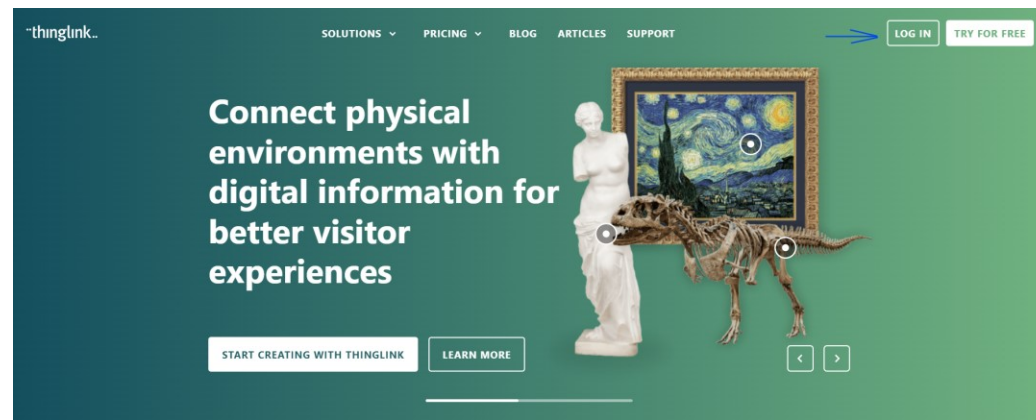 thinglink..
SOLUTIONS
PRICING
BLOG
ARTICLES
SUPPORT
LOG IN
TRY FOR FREE
Connect physical
environments with
digital information for
better visitor
experiences
START CREATING WITH THINGLINK
LEARN MORE